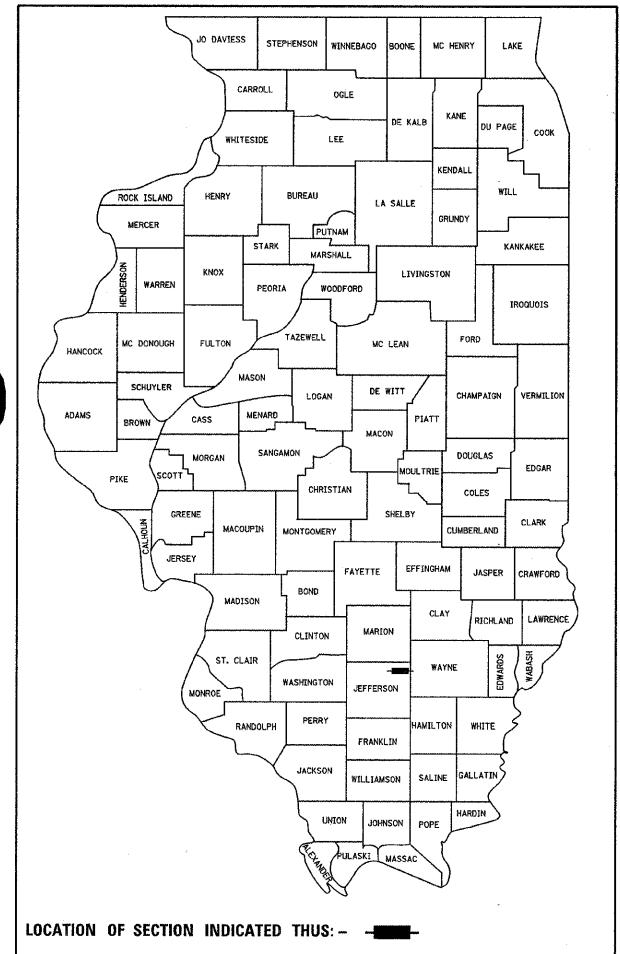 JO DAVIESS
STEPHENSON
WINNEBAGO
BOONE
MC HENRY
LAKE
CARROLL
OGLE
DE KALB
KANE
DU PAGE
COOK
WHITESIDE
LEE
KENDALL
WILL
ROCK ISLAND
HENRY
BUREAU
LA SALLE
GRUNDY
MERCER
PUTNAM
STARK
MARSHALL
KANKAKEE
HENDERSON
WARREN
KNOX
PEORIA
WOODFORD
LIVINGSTON
IROQUOIS
HANCOCK
MC DONOUGH
FULTON
TAZEWELL
MC LEAN
FORD
SCHUYLER
MASON
LOGAN
DE WITT
CHAMPAIGN
VERMILION
ADAMS
BROWN
CASS
MENARD
MACON
PIATT
PIKE
SCOTT
MORGAN
SANGAMON
CHRISTIAN
MOULTRIE
DOUGLAS
EDGAR
COLES
CALHOUN
GREENE
MACOUPIN
MONTGOMERY
SHELBY
CUMBERLAND
CLARK
JERSEY
FAYETTE
EFFINGHAM
JASPER
CRAWFORD
MADISON
BOND
CLAY
RICHLAND
LAWRENCE
CLINTON
MARION
ST. CLAIR
WASHINGTON
JEFFERSON
WAYNE
EDWARDS
WABASH
MONROE
RANDOLPH
PERRY
HAMILTON
WHITE
FRANKLIN
JACKSON
WILLIAMSON
SALINE
GALLATIN
UNION
JOHNSON
POPE
HARDIN
ALEXANDER
PULASKI
MASSAC
LOCATION OF SECTION INDICATED THUS: -